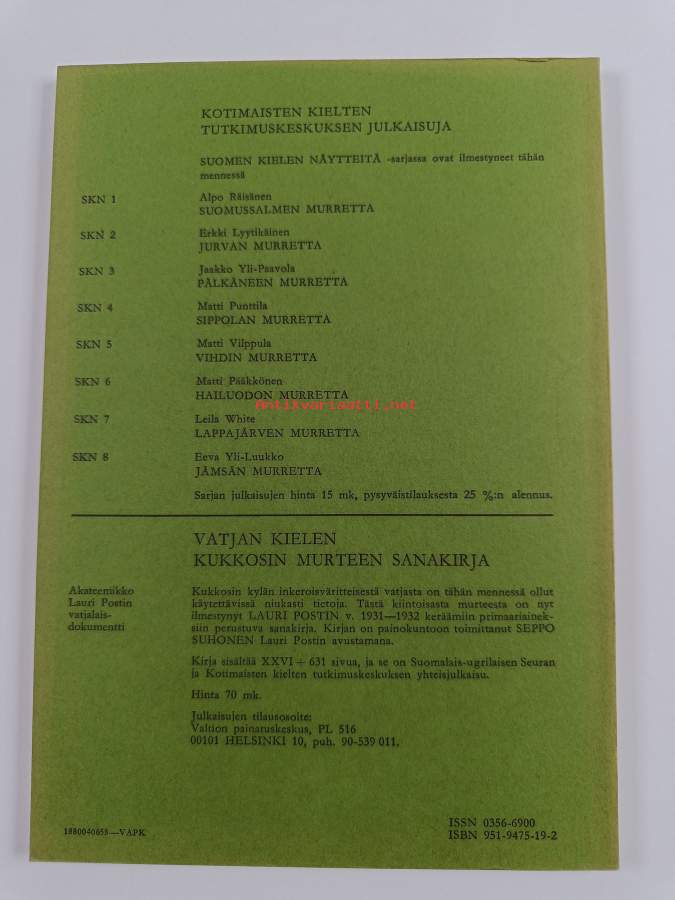 KOTIMAISTEN KIELTEN
TUTKIMUSKESKUKSEN JULKAISUJA
SUOMEN KIELEN NÄYTTEITÄ -sarjassa ovat ilmestyneet tähän
mennessä
SKN 1 Alpo Räisänen
SUOMUSSALMEN MURRETTA
SKN 2 Erkki Lyytikäinen
JURVAN MURRETTA
SKN 3 Jaakko Yli-Paavola
PÄLKÄNEEN MURRETTA
SKN 4 Matti Punttila
SIPPOLAN MURRETTA
SKN 5 Matti Vilppula
VIHDIN MURRETTA
SKN 6 Matti Pääkkönen
HAILUODON MURRETTA
Antikvariaatti.net
SKN 7 Leila White
LAPPAJÄRVEN MURRETTA
SKN 8 Eeva Yli-Luukko
JÄMSÄN MURRETTA
Sarjan julkaisujen hinta 15 mk, pysyväistilauksesta 25 %:n alennus.
VATJAN KIELEN
KUKKOSIN MURTEEN SANAKIRJA
Akateemikko
Lauri Postin
vatjalais-
dokumentti
Kukkosin kylän inkeroisväritteisestä vatjasta on tähän mennessä ollut
käytettävissä niukasti tietoja. Tästä kiintoisasta murteesta on nyt
ilmestynyt LAURI POSTIN v. 1931—1932 keräämiin primaariainek-
siin perustuva sanakirja. Kirjan on painokuntoon toimittanut SEPPO
SUHONEN Lauri Postin avustamana.
Kirja sisältää XXVI + 631 sivua, ja se on Suomalais-ugrilaisen Seuran
ja Kotimaisten kielten tutkimuskeskuksen yhteisjulkaisu.
Hinta 70 mk.
Julkaisujen tilausosoite:
Valtion painatuskeskus, PL 516
00101 HELSINKI 10, puh. 90-539 011.
1880040655—VAPK
ISSN 0356-6900
ISBN 951-9475-19-2